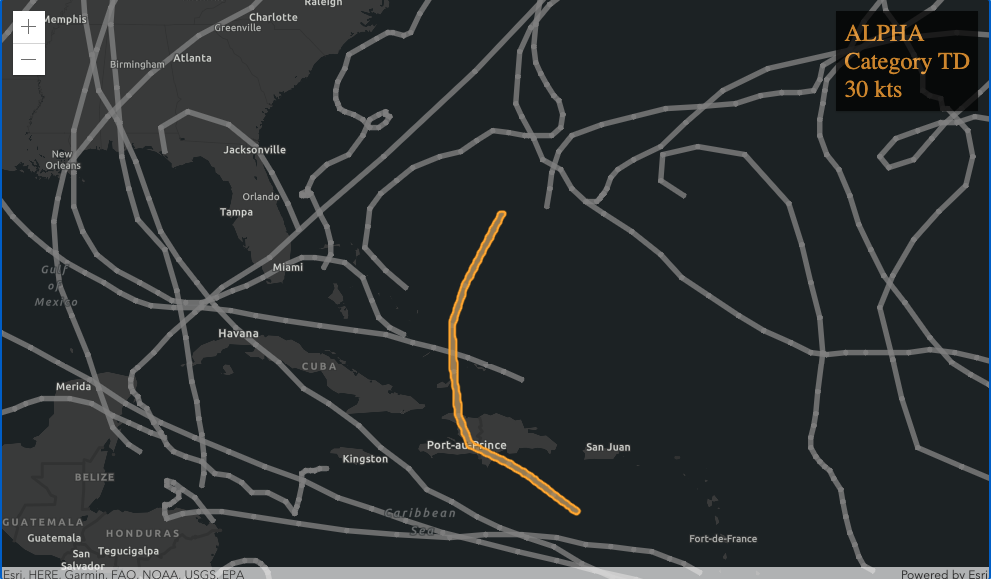 Raleigh
Memphis
Charlotte
Greenville
Birmingham
Atlanta
ALPHA
Category TD
30 kts
+
−
New
Orleans
Jacksonville
Orlando
Tampa
Miami
Gulf
of
Mexico
Havana
CUBA
Merida
Port-au-Prince
San Juan
Kingston
BELIZE
Caribbean
Sea
GUATEMALA
Guatemala
HONDURAS
Tegucigalpa
San
Salvador
Fort-de-France
Esri, HERE, Garmin, FAO, NOAA, USGS, EPA
Powered by Esri